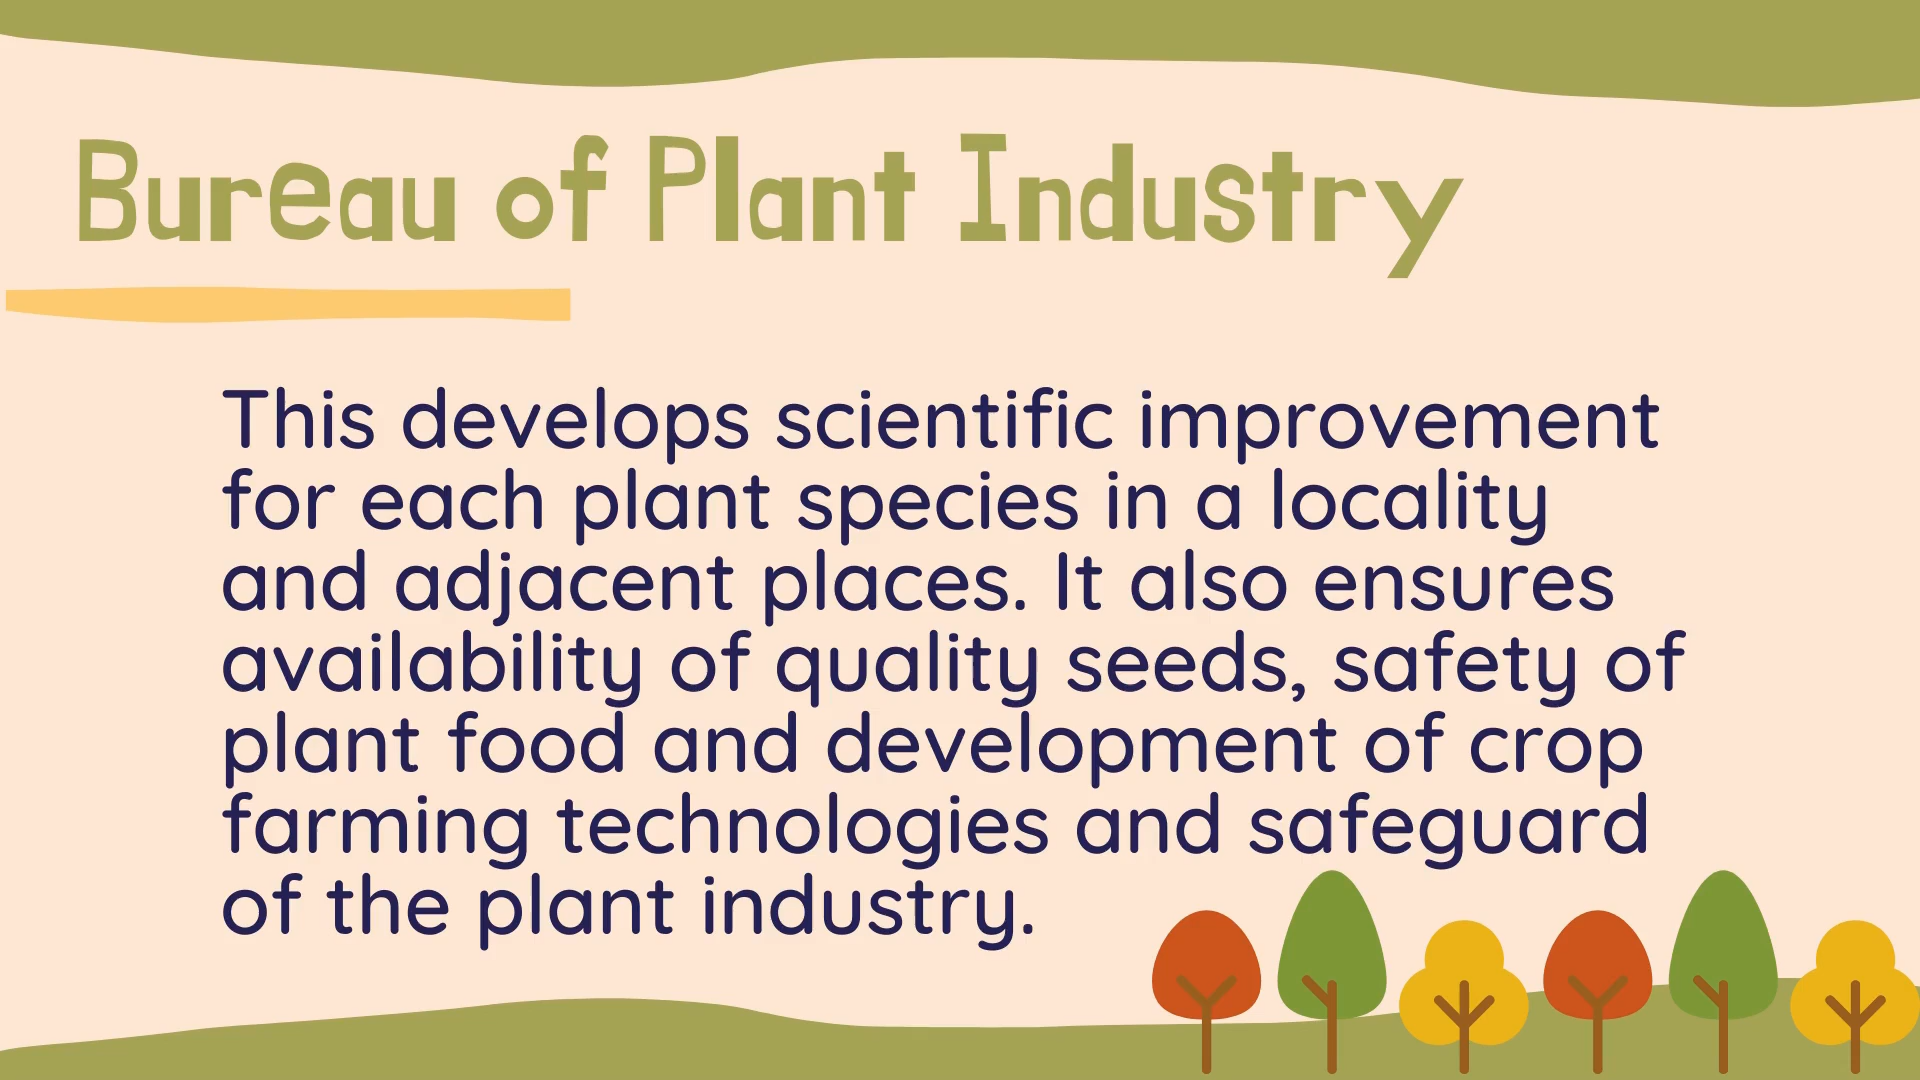 Bureau of Plant Industry
This develops scientific improvement
for each plant species in a locality
and adjacent places. It also ensures
availability of quality seeds, safety of
plant food and development of crop
farming technologies and safeguard
of the plant industry.